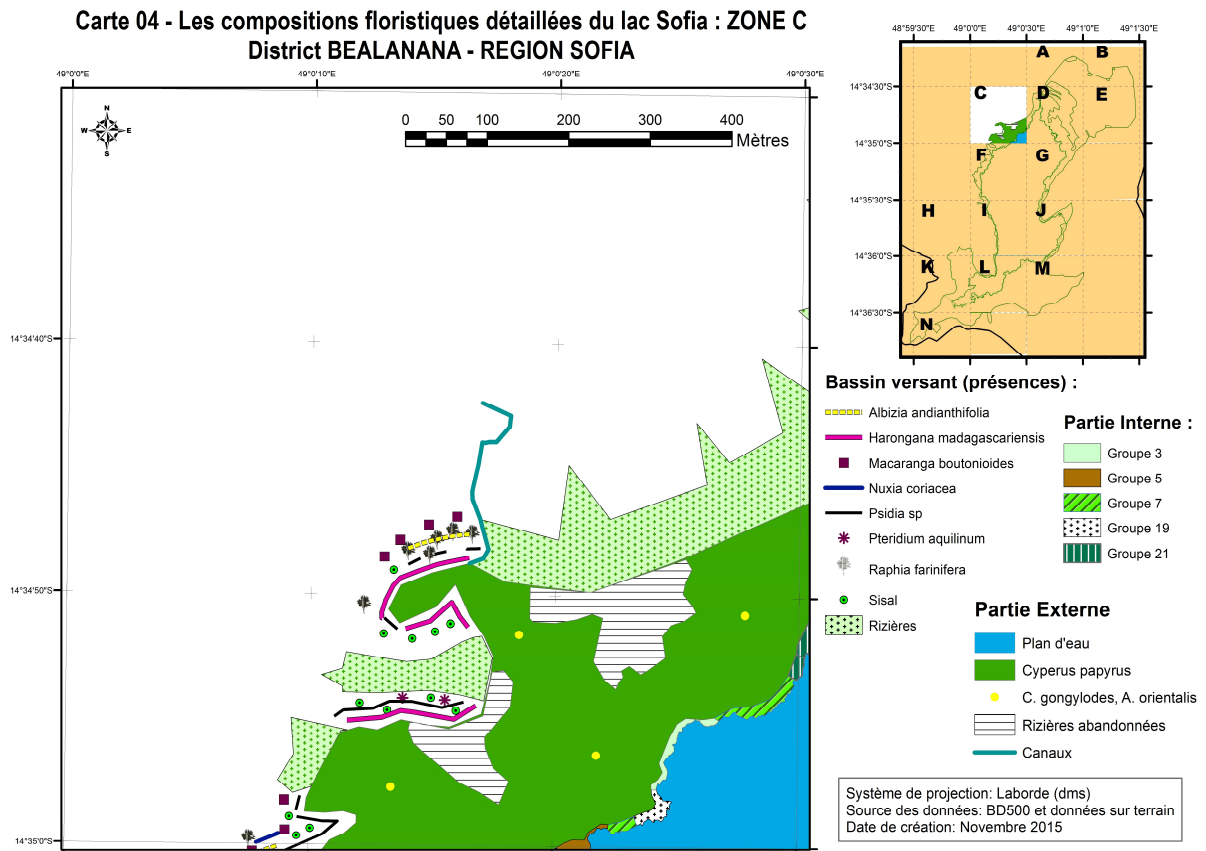 Carte 04 - Les compositions floristiques détaillées du lac Sofia : ZONE C
District BEALANANA - REGION SOFIA
49°0'0"E
49°0'10"E
49°0'20"E
49°0'30"E
N
W E
S
0 50 100 200 300 400
Mètres
14°34'40"S
14°34'50"S
14°35'0"S
48°59'30"E
49°0'0"E
49°0'30"E
49°1'0"E
49°1'30"E
14°34'30"S
14°35'0"S
14°35'30"S
14°36'0"S
14°36'30"S
A B
C D E
F G
H I J
K L M
N
Bassin versant (présences) :
Albizia andianthifolia
Harongana madagascariensis
Macaranga boutonioides
Nuxia coriacea
Psidia sp
Pteridium aquilinum
Raphia farinifera
Sisal
Rizières
Partie Interne :
Groupe 3
Groupe 5
Groupe 7
Groupe 19
Groupe 21
Partie Externe
Plan d'eau
Cyperus papyrus
C. gongylodes, A. orientalis
Rizières abandonnées
Canaux
Système de projection: Laborde (dms)
Source des données: BD500 et données sur terrain
Date de création: Novembre 2015